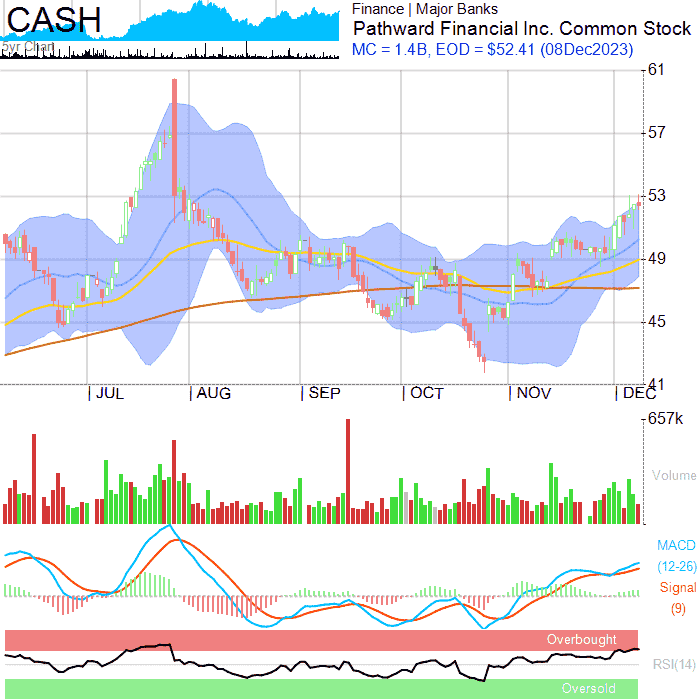 CASH
5yr Chart
Finance | Major Banks
Pathward Financial Inc. Common Stock
MC = 1.4B, EOD = $52.41 (08Dec2023)
61
57
53
49
45
41
JUL AUG SEP OCT NOV DEC
657k
Volume
MACD
(12-26)
Signal
(9)
Overbought
RSI(14)
Oversold